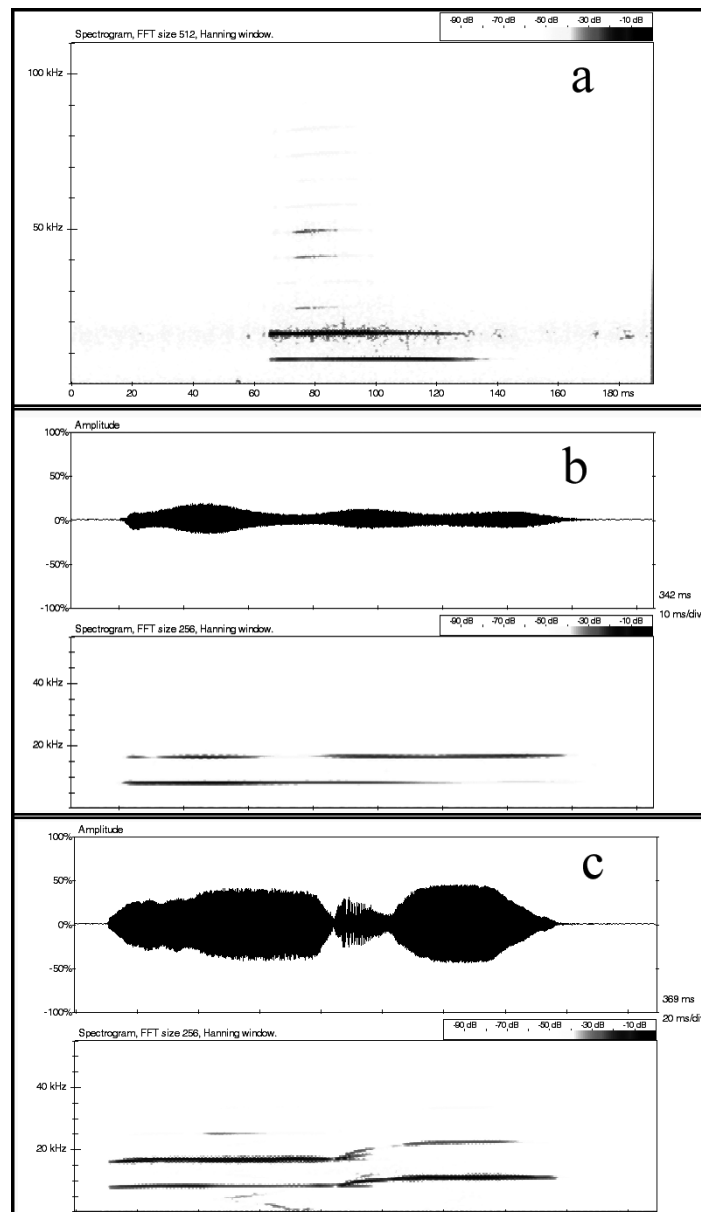 Spectrogram, FFT size 512, Hanning window.
-90 dB -70 dB -50 dB -30 dB -10 dB
a
100 kHz
50 kHz
0 20 40 60 80 100 120 140 160 180 ms
Amplitude
b
100%
50%
0%
-50%
-100%
342 ms
10 ms/div
Spectrogram, FFT size 256, Hanning window.
-90 dB -70 dB -50 dB -30 dB -10 dB
40 kHz
20 kHz
Amplitude
c
100%
50%
0%
-50%
-100%
369 ms
20 ms/div
Spectrogram, FFT size 256, Hanning window.
-90 dB -70 dB -50 dB -30 dB -10 dB
40 kHz
20 kHz